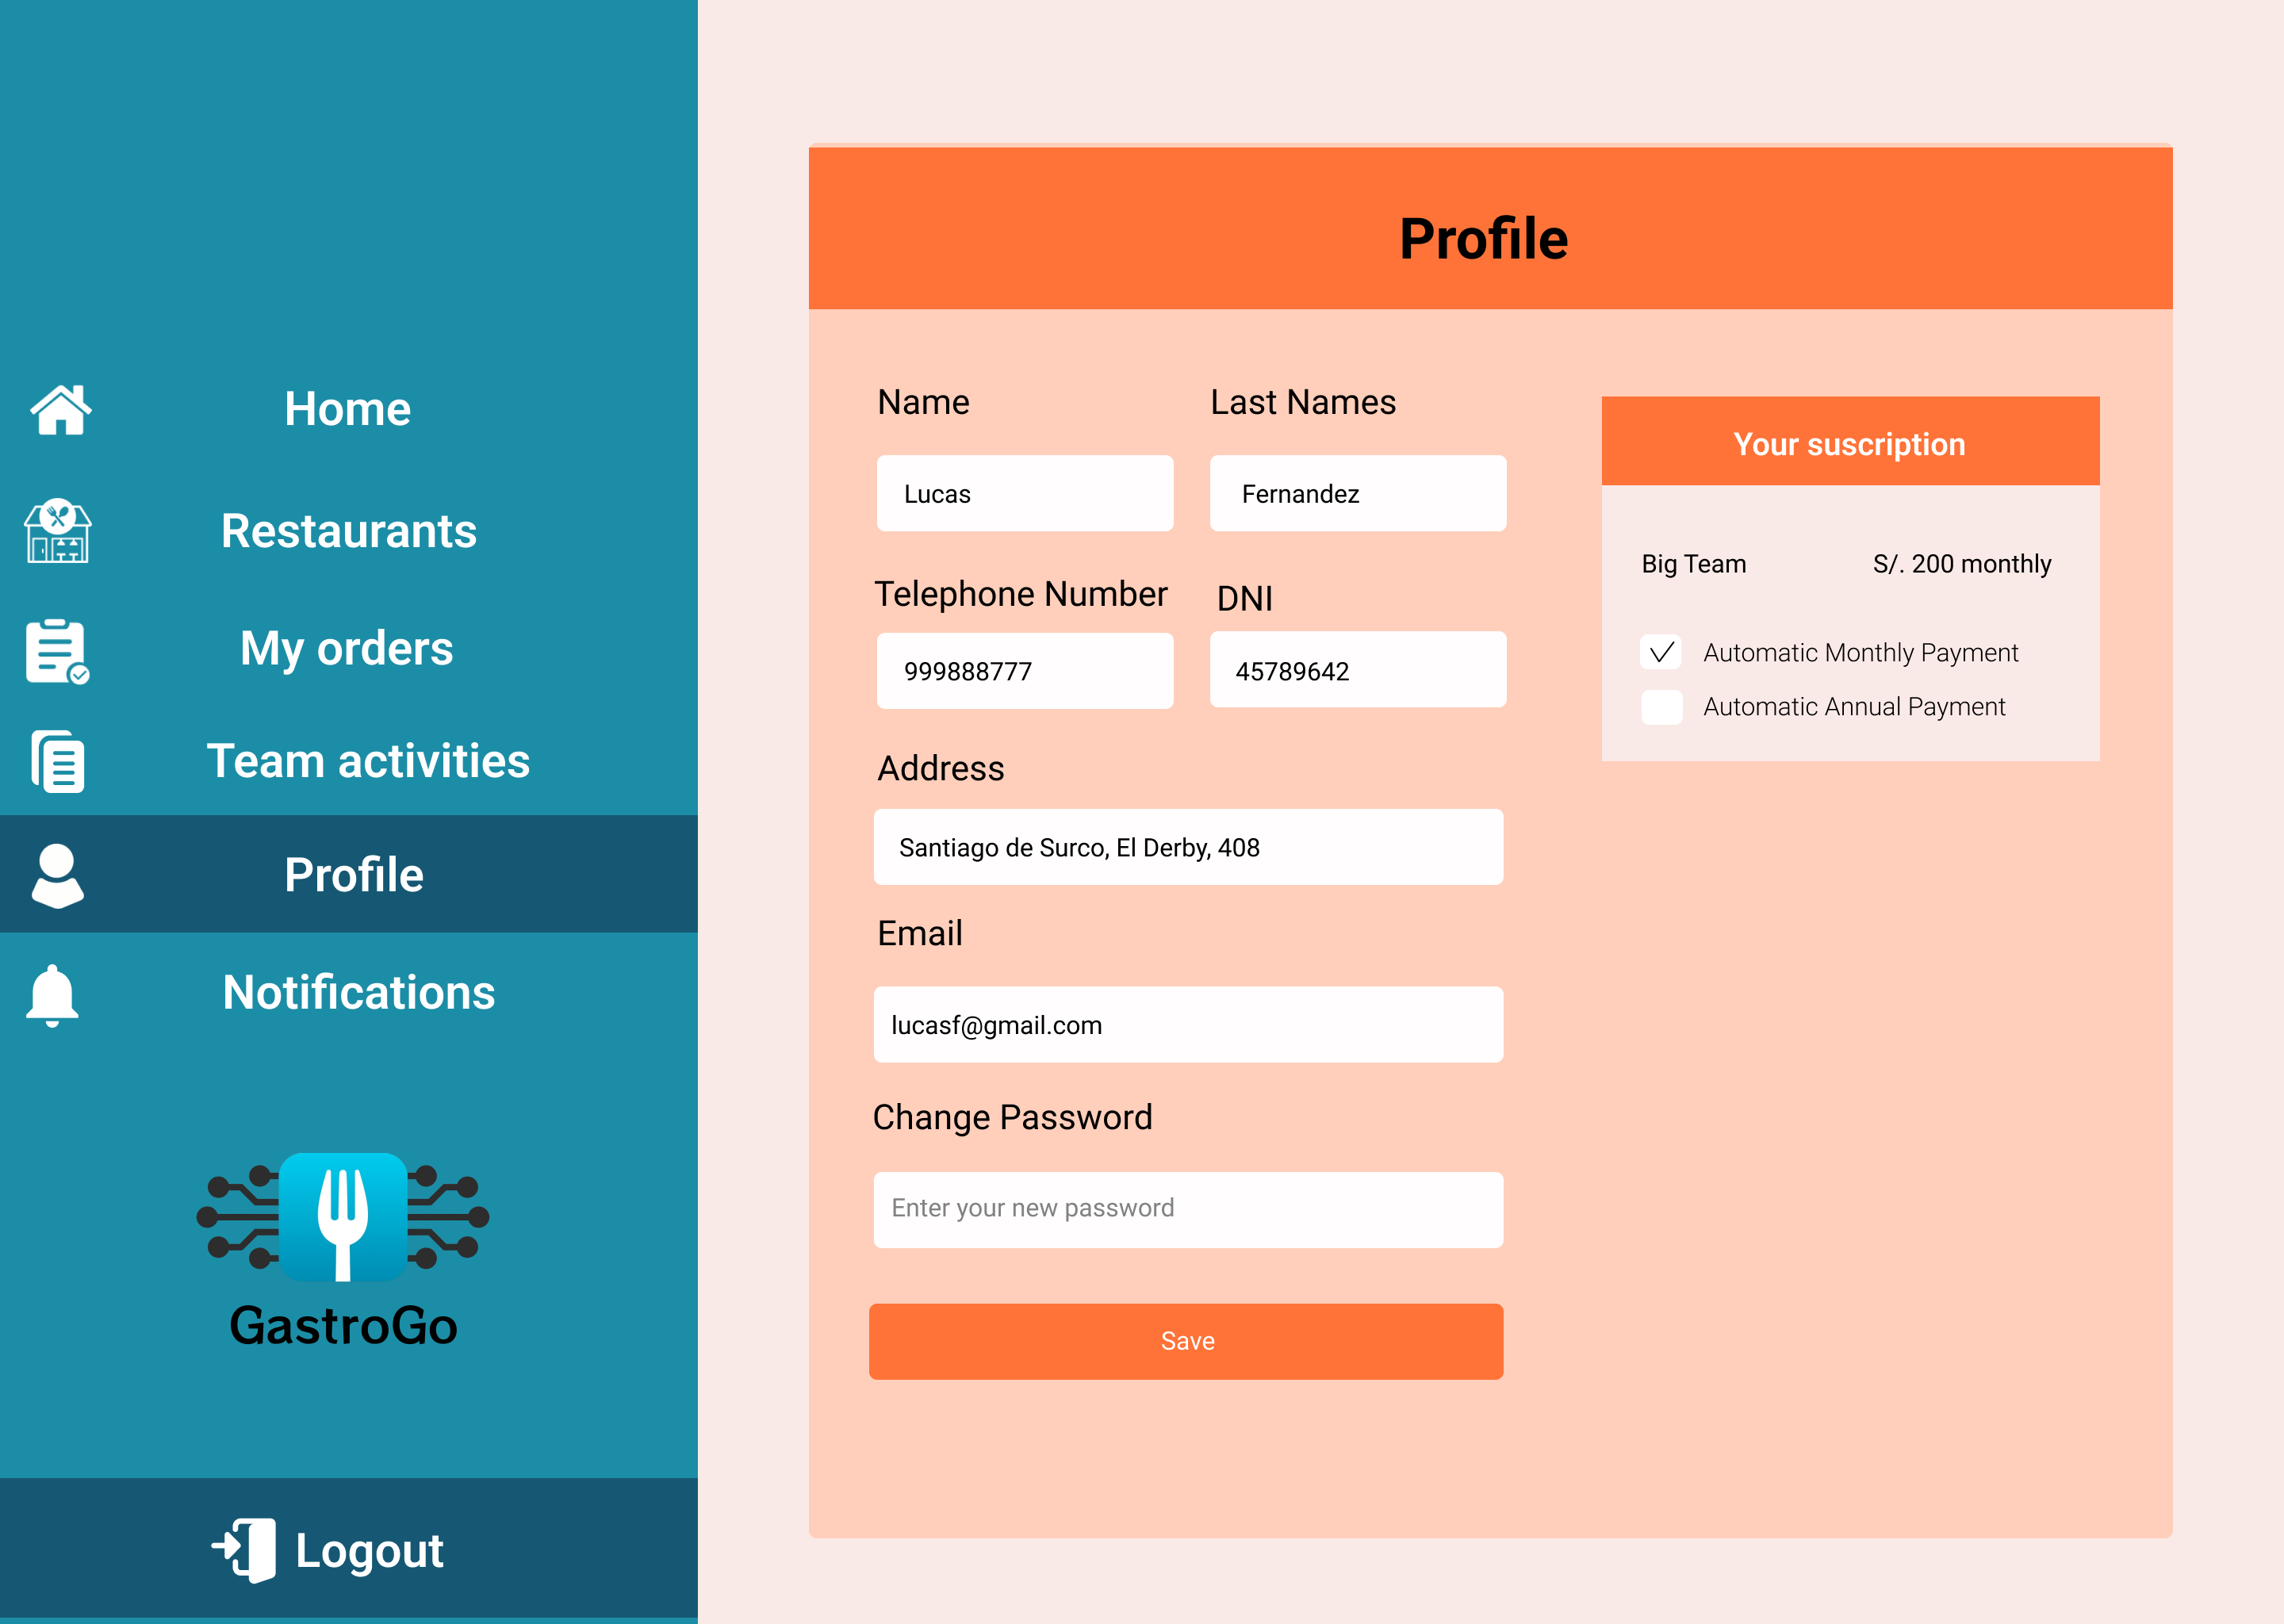 Home
Restaurants
My orders
Team activities
Profile
Notifications
GastroGo
Logout
Profile
Name
Last Names
Lucas
Fernandez
Telephone Number
DNI
999888777
45789642
Address
Santiago de Surco, El Derby, 408
Email
lucasf@gmail.com
Change Password
Enter your new password
Save
Your suscription
Big Team
S/. 200 monthly
Automatic Monthly Payment
Automatic Annual Payment